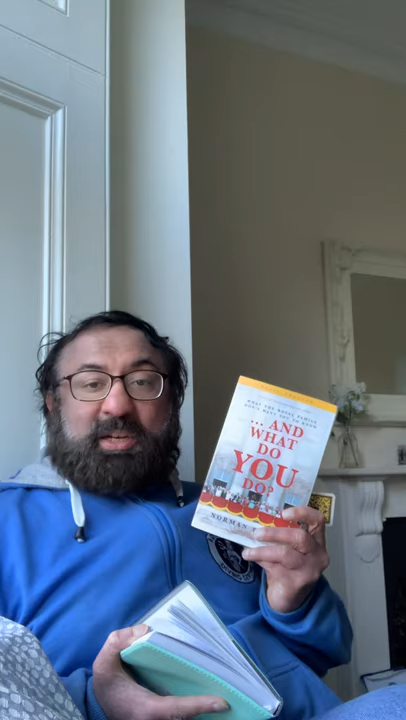 WHAT THE ROYAL FAMILY
DON'T WANT YOU TO KNOW
... AND
WHAT
DO
YOU
DO?
NORMAN